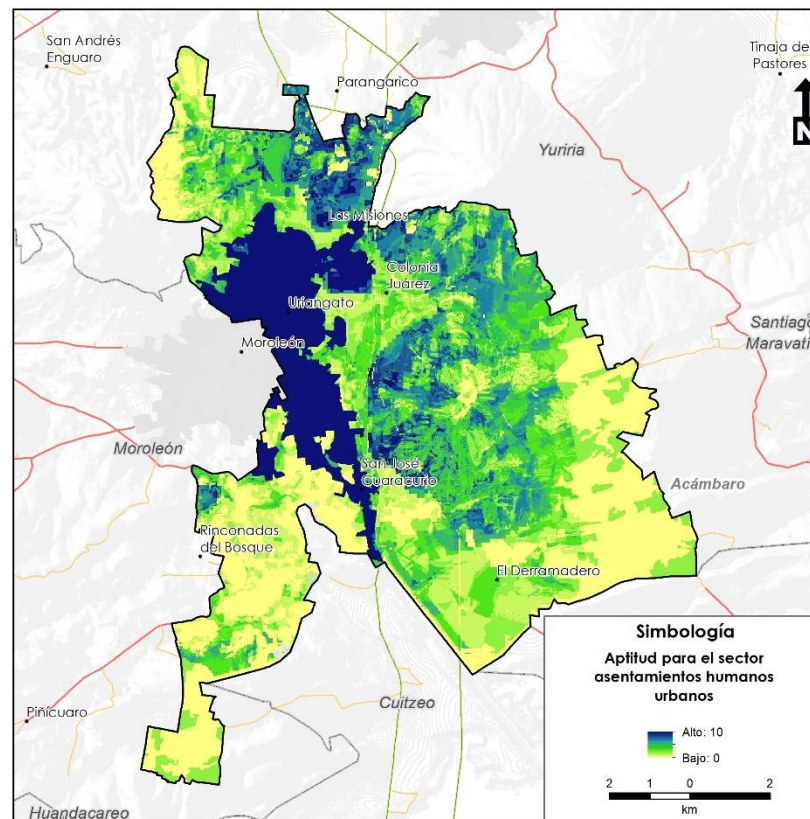 San Andrés
Enguaro
Parangarico
Tinaja de
Pastores
N
Yuriria
Las Misiones
Colonia
Juárez
Uriangato
Moroleón
Santiago
Maravatí
Moroleón
San José
Cuaracurio
Acámbaro
Rinconadas
del Bosque
El Derramadero
Cuitzeo
Piñícuaro
Huandacareo
Simbología
Aptitud para el sector
asentamientos humanos
urbanos
Alto: 10
Bajo: 0
2 1 0 2
km